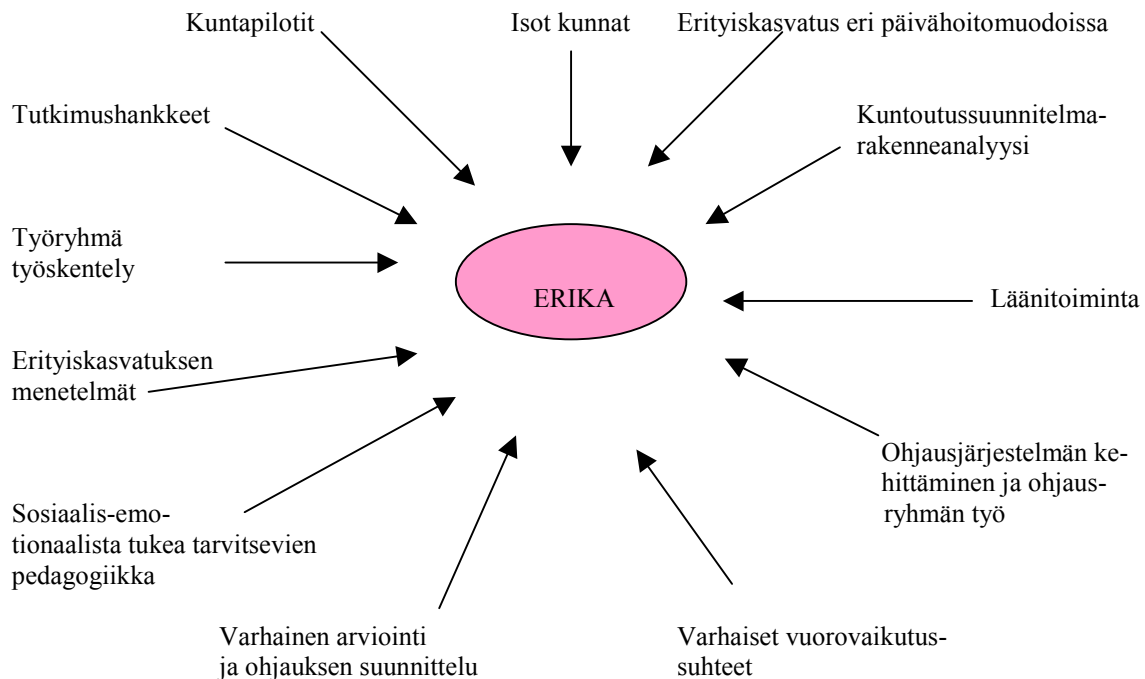 Kuntapilotit
Isot kunnat
Erityiskasvatus eri päivähoitomuodoissa
Tutkimushankkeet
Kuntoutussuunnitelma-
rakenneanalyysi
Työryhmä
työskentely
ERIKA
Läänitoiminta
Erityiskasvatuksen
menetelmät
Ohjausjärjestelmän ke-
hittäminen ja ohjaus-
ryhmän työ
Sosiaalis-emo-
tionaalista tukea tarvitsevien
pedagogiikka
Varhainen arviointi
ja ohjauksen suunnittelu
Varhaiset vuorovaikutus-
suhteet